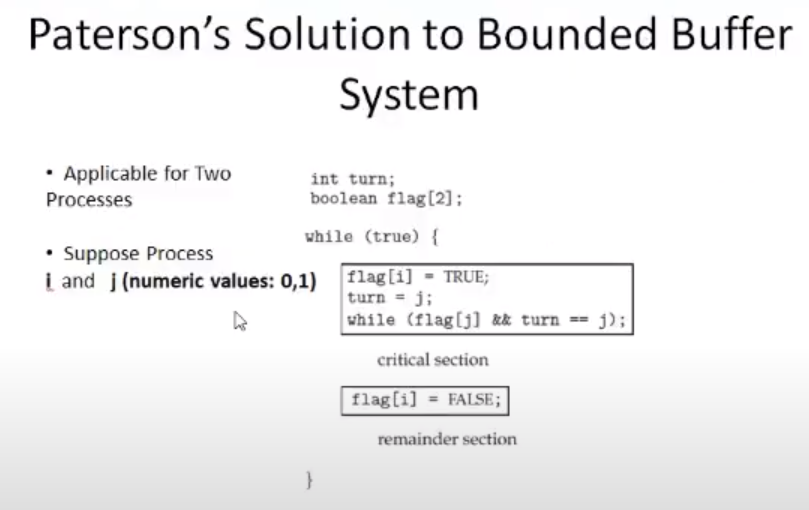 Paterson's Solution to Bounded Buffer
System
• Applicable for Two
Processes
• Suppose Process
i and j (numeric values: 0,1)
int turn;
boolean flag[2];
while (true) {
flag[i] = TRUE;
turn = j;
while (flag[j] && turn == j);
critical section
flag[i] = FALSE;
remainder section
}